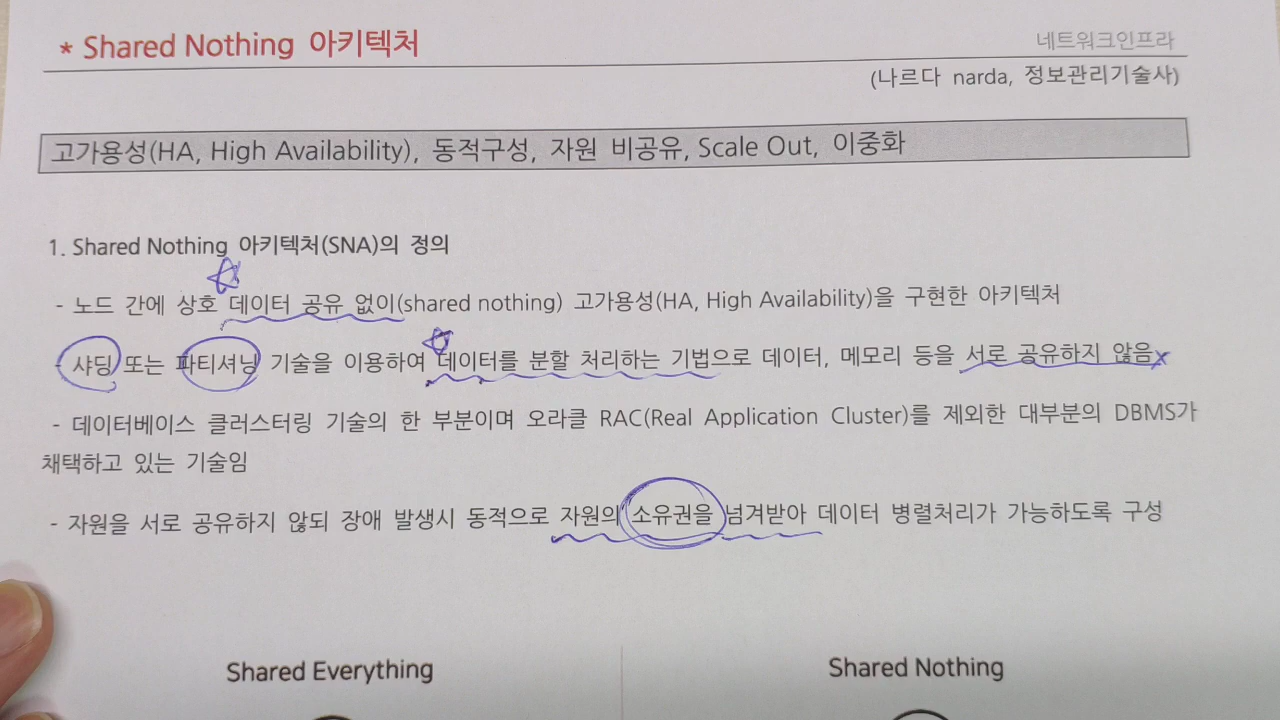 * Shared Nothing 아키텍처
네트워크인프라
(나르다 narda, 정보관리기술사)
고가용성(HA, High Availability), 동적구성, 자원 비공유, Scale Out, 이중화
1. Shared Nothing 아키텍처(SNA)의 정의
- 노드 간에 상호 데이터 공유 없이(shared nothing) 고가용성(HA, High Availability)을 구현한 아키텍처
- 샤딩 또는 파티셔닝 기술을 이용하여 데이터를 분할 처리하는 기법으로 데이터, 메모리 등을 서로 공유하지 않음
- 데이터베이스 클러스터링 기술의 한 부분이며 오라클 RAC(Real Application Cluster)를 제외한 대부분의 DBMS가
채택하고 있는 기술임
- 자원을 서로 공유하지 않되 장애 발생시 동적으로 자원의 소유권을 넘겨받아 데이터 병렬처리가 가능하도록 구성
Shared Everything
Shared Nothing